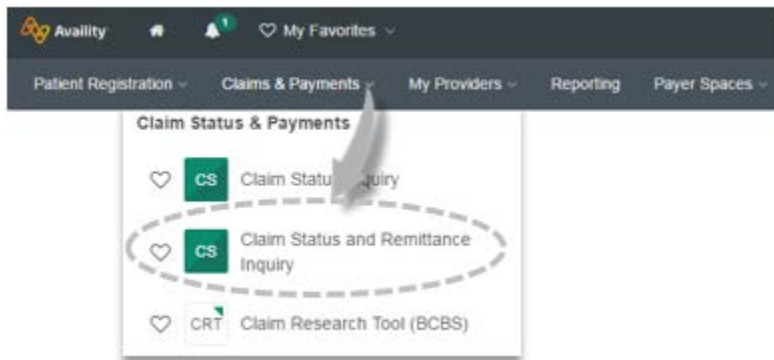 Availity 1 My Favorites
Patient Registration Claims & Payments My Providers Reporting Payer Spaces
Claim Status & Payments
CS Claim Status Inquiry
CS Claim Status and Remittance
Inquiry
CRT Claim Research Tool (BCBS)